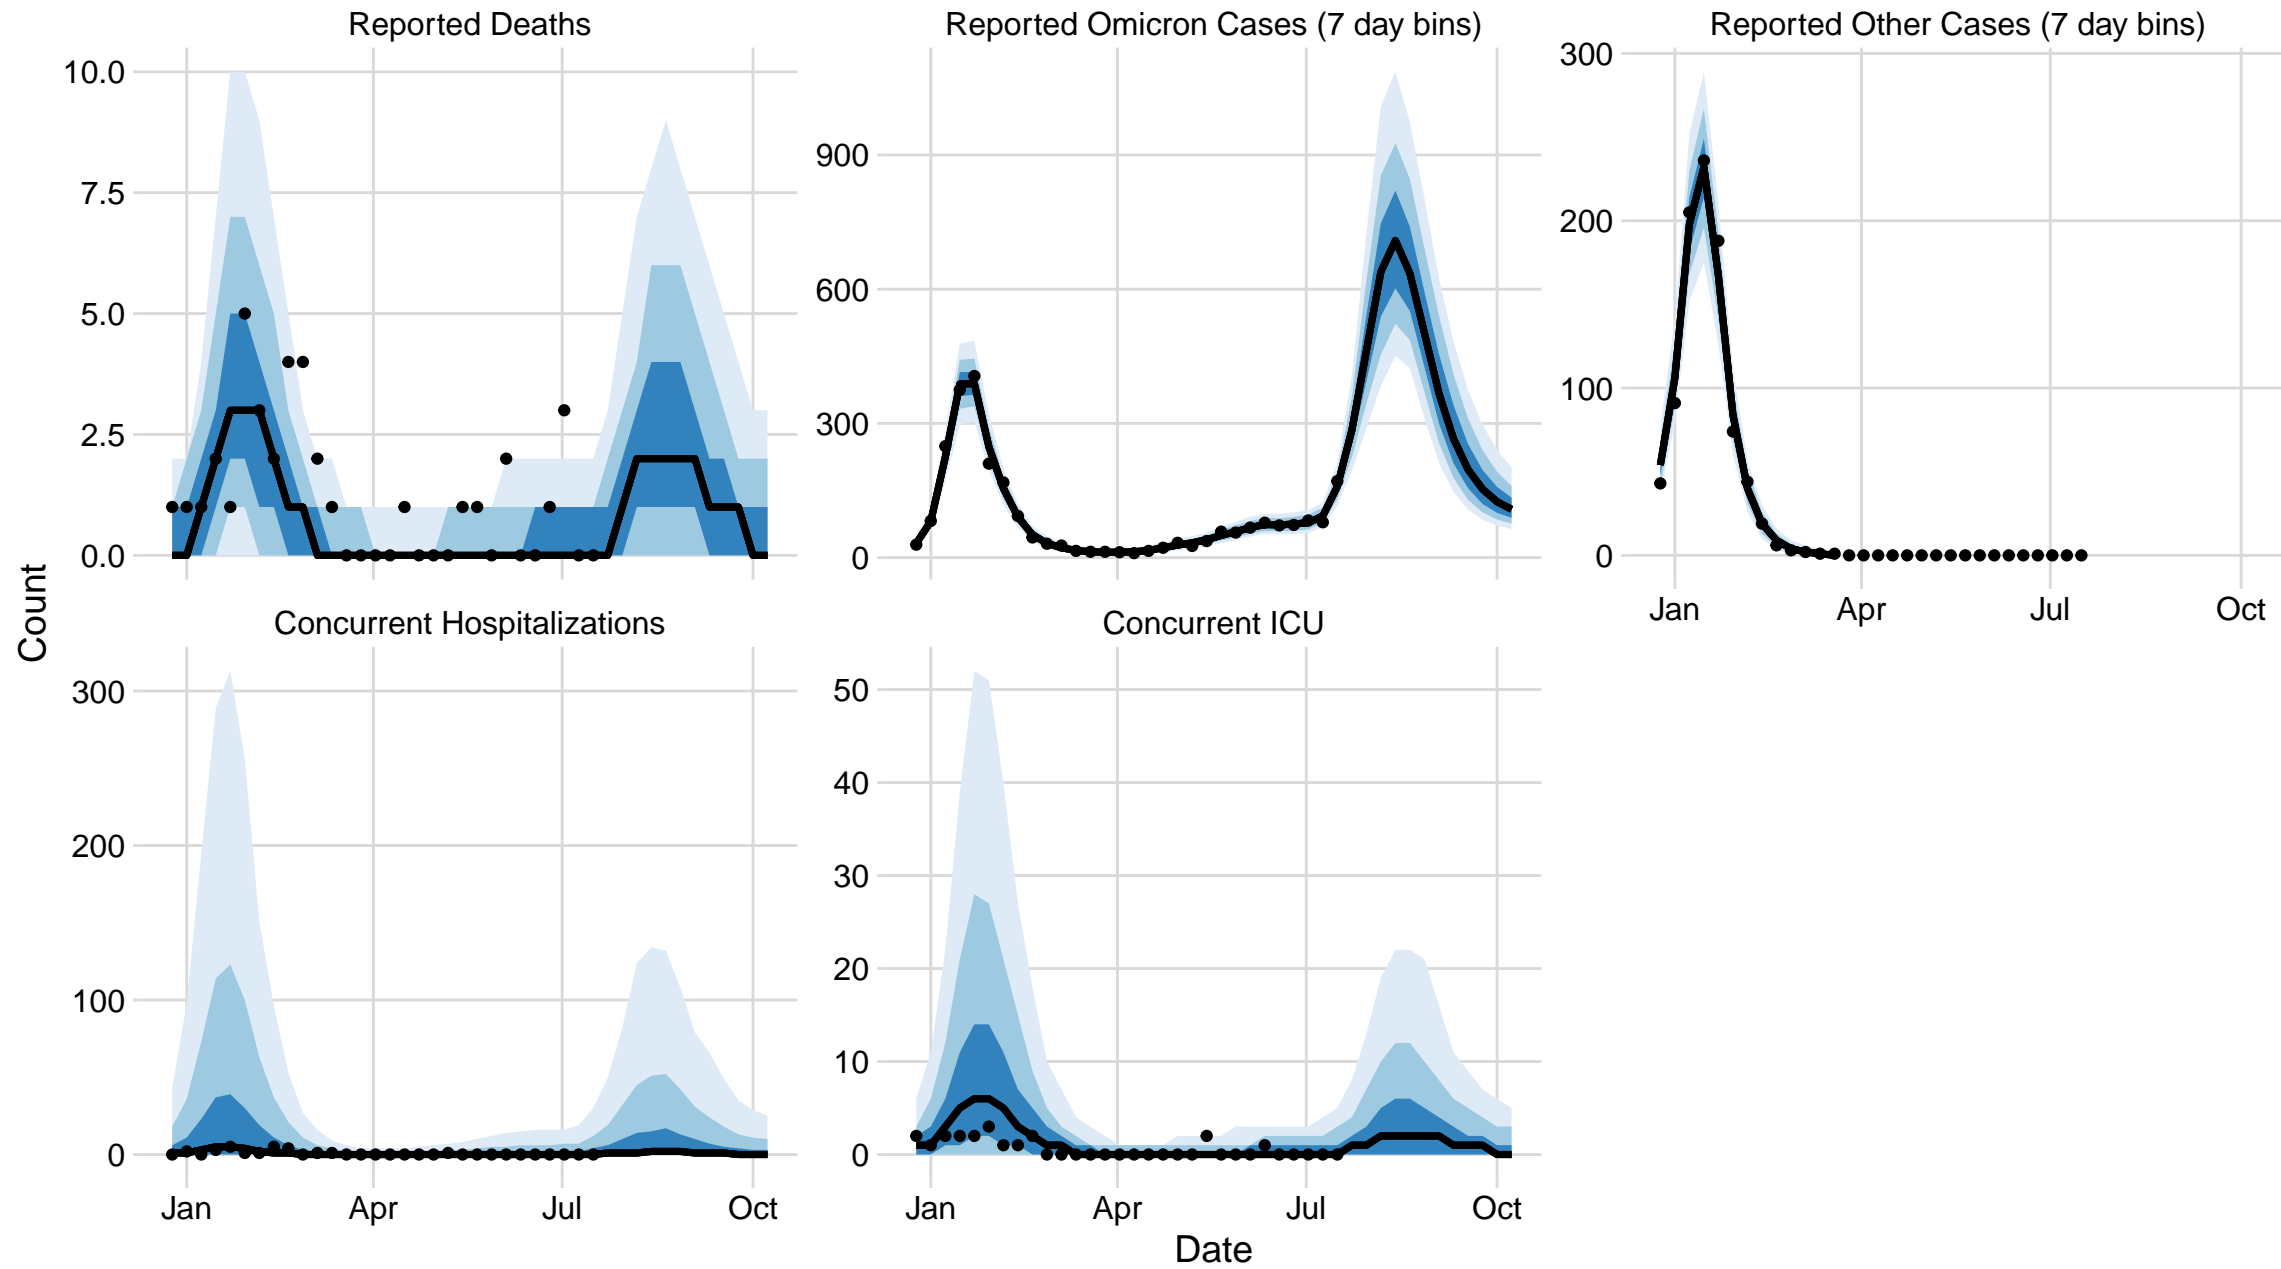 Reported Deaths
Reported Omicron Cases (7 day bins)
Reported Other Cases (7 day bins)
10.0
7.5
5.0
2.5
0.0
900
600
300
0
300
200
100
0
Jan Apr Jul Oct
Count
Concurrent Hospitalizations
Concurrent ICU
300
200
100
0
50
40
30
20
10
0
Jan Apr Jul Oct
Jan Apr Jul Oct
Date